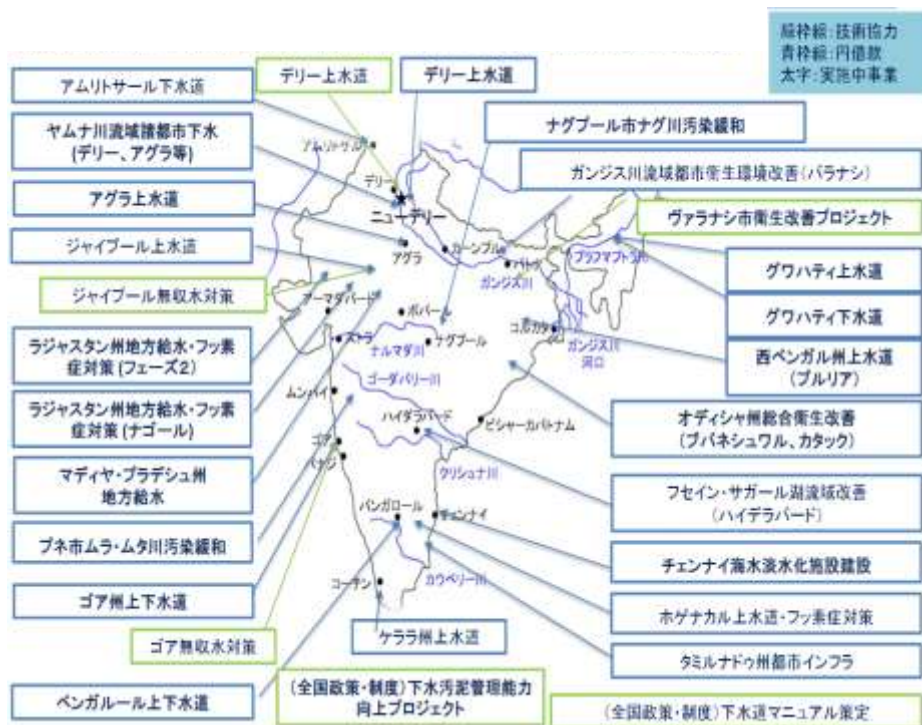 緑枠線:技術協力
青枠線:円借款
太字:実施中事業
デリー上水道
デリー上水道
アムリトサール下水道
ヤムナ川流域諸都市下水
(デリー、アグラ等)
アグラ上水道
ジャイプール上水道
ジャイプール無収水対策
ラジャスタン州地方給水・フッ素
症対策(フェーズ2)
ラジャスタン州地方給水・フッ素
症対策(ナゴール)
マディヤ・プラデシュ州
地方給水
プネ市ムラ・ムタ川汚染緩和
ゴア州上下水道
ゴア無収水対策
ベンガルール上下水道
ナグプール市ナグ川汚染緩和
ガンジス川流域都市衛生環境改善(バラナシ)
ヴァラナシ市衛生改善プロジェクト
グワハティ上水道
グワハティ下水道
西ベンガル州上水道
(プルリア)
オディシャ州総合衛生改善
(ブバネシュワル、カタック)
フセイン・サガール湖流域改善
(ハイデラバード)
チェンナイ海水淡水化施設建設
ホゲナカル上水道・フッ素症対策
タミルナドゥ州都市インフラ
ケララ州上水道
(全国政策・制度)下水汚泥管理能力
向上プロジェクト
(全国政策・制度)下水道マニュアル策定
アムリトサル
デリー
ニューデリー
アグラ
カーンプル
パトナ
ガンジス川
ブラフマプトラ川
アーマダバード
ボパール
コルカタ
ガンジス川
河口
スラト
ナルマダ川
ナグプール
ゴーダバリー川
ムンバイ
ハイダラバード
ビシャーカパトナム
ゴア
パナジ
クリシュナ川
バンガロール
チェンナイ
カウベリー川
コーチン